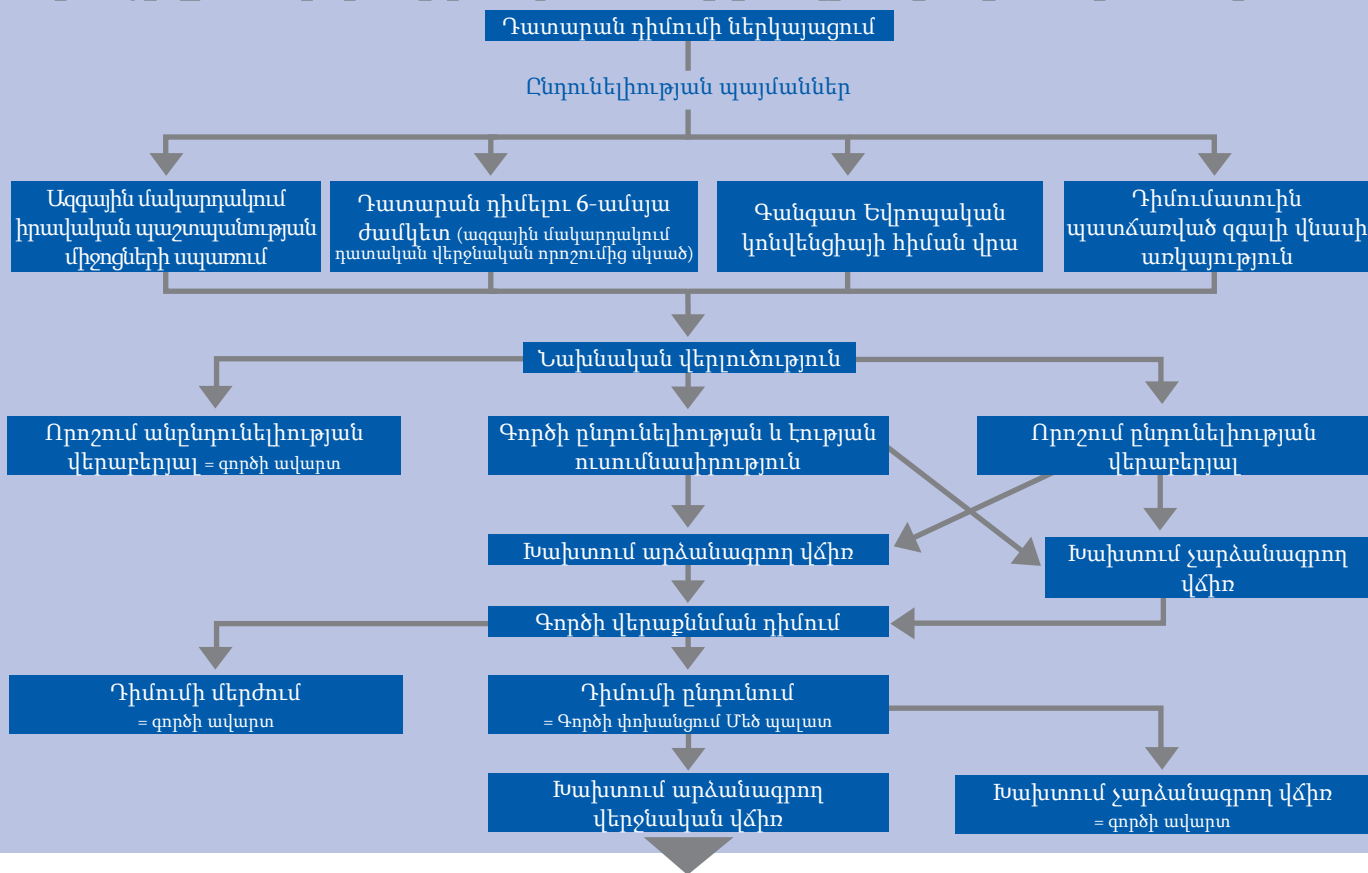 Դատարան դիմումի ներկայացում
Ընդունելիության պայմաններ
Ազգային մակարդակում
իրավական պաշտպանության
միջոցների սպառում
Դատարան դիմելու 6-ամսյա
ժամկետ (ազգային մակարդակում
դատական վերջնական որոշումից սկսած)
Գանգատ Եվրոպական
կոնվենցիայի հիման վրա
Դիմումատուին
պատճառված զգալի վնասի
առկայություն
Նախնական վերլուծություն
Որոշում անընդունելիության
վերաբերյալ = գործի ավարտ
Գործի ընդունելիության և էության
ուսումնասիրություն
Որոշում ընդունելիության
վերաբերյալ
Խախտում արձանագրող վճիռ
Խախտում չարձանագրող
վճիռ
Գործի վերաքննման դիմում
Դիմումի մերժում
= գործի ավարտ
Դիմումի ընդունում
= Գործի փոխանցում Մեծ պալատ
Խախտում արձանագրող
վերջնական վճիռ
Խախտում չարձանագրող վճիռ
= գործի ավարտ